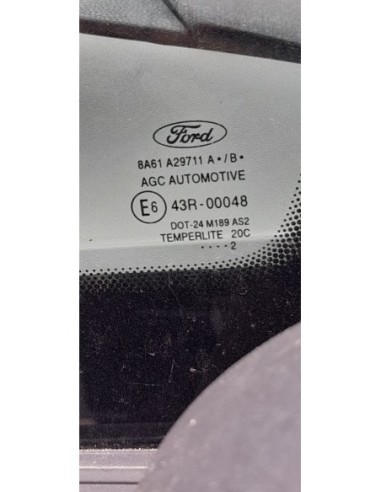 Ford
8A61 A29711 A•/B•
AGC AUTOMOTIVE
E6 43R-00048
DOT-24 M189 AS2
TEMPERLITE 20C
····2